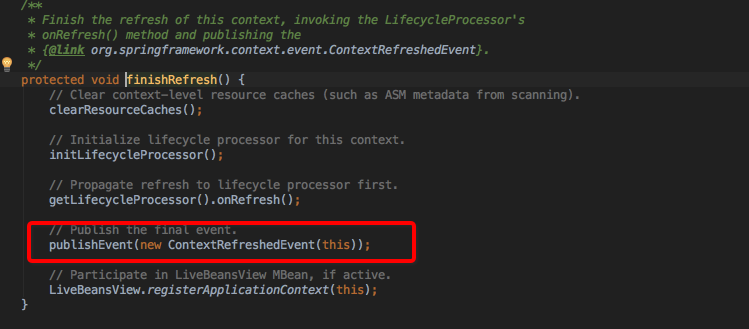 /**
 * Finish the refresh of this context, invoking the LifecycleProcessor's
 * onRefresh() method and publishing the
 * {@link org.springframework.context.event.ContextRefreshedEvent}.
 */
protected void finishRefresh() {
    // Clear context-level resource caches (such as ASM metadata from scanning).
    clearResourceCaches();

    // Initialize lifecycle processor for this context.
    initLifecycleProcessor();

    // Propagate refresh to lifecycle processor first.
    getLifecycleProcessor().onRefresh();

    // Publish the final event.
    publishEvent(new ContextRefreshedEvent(this));

    // Participate in LiveBeansView MBean, if active.
    LiveBeansView.registerApplicationContext(this);
}